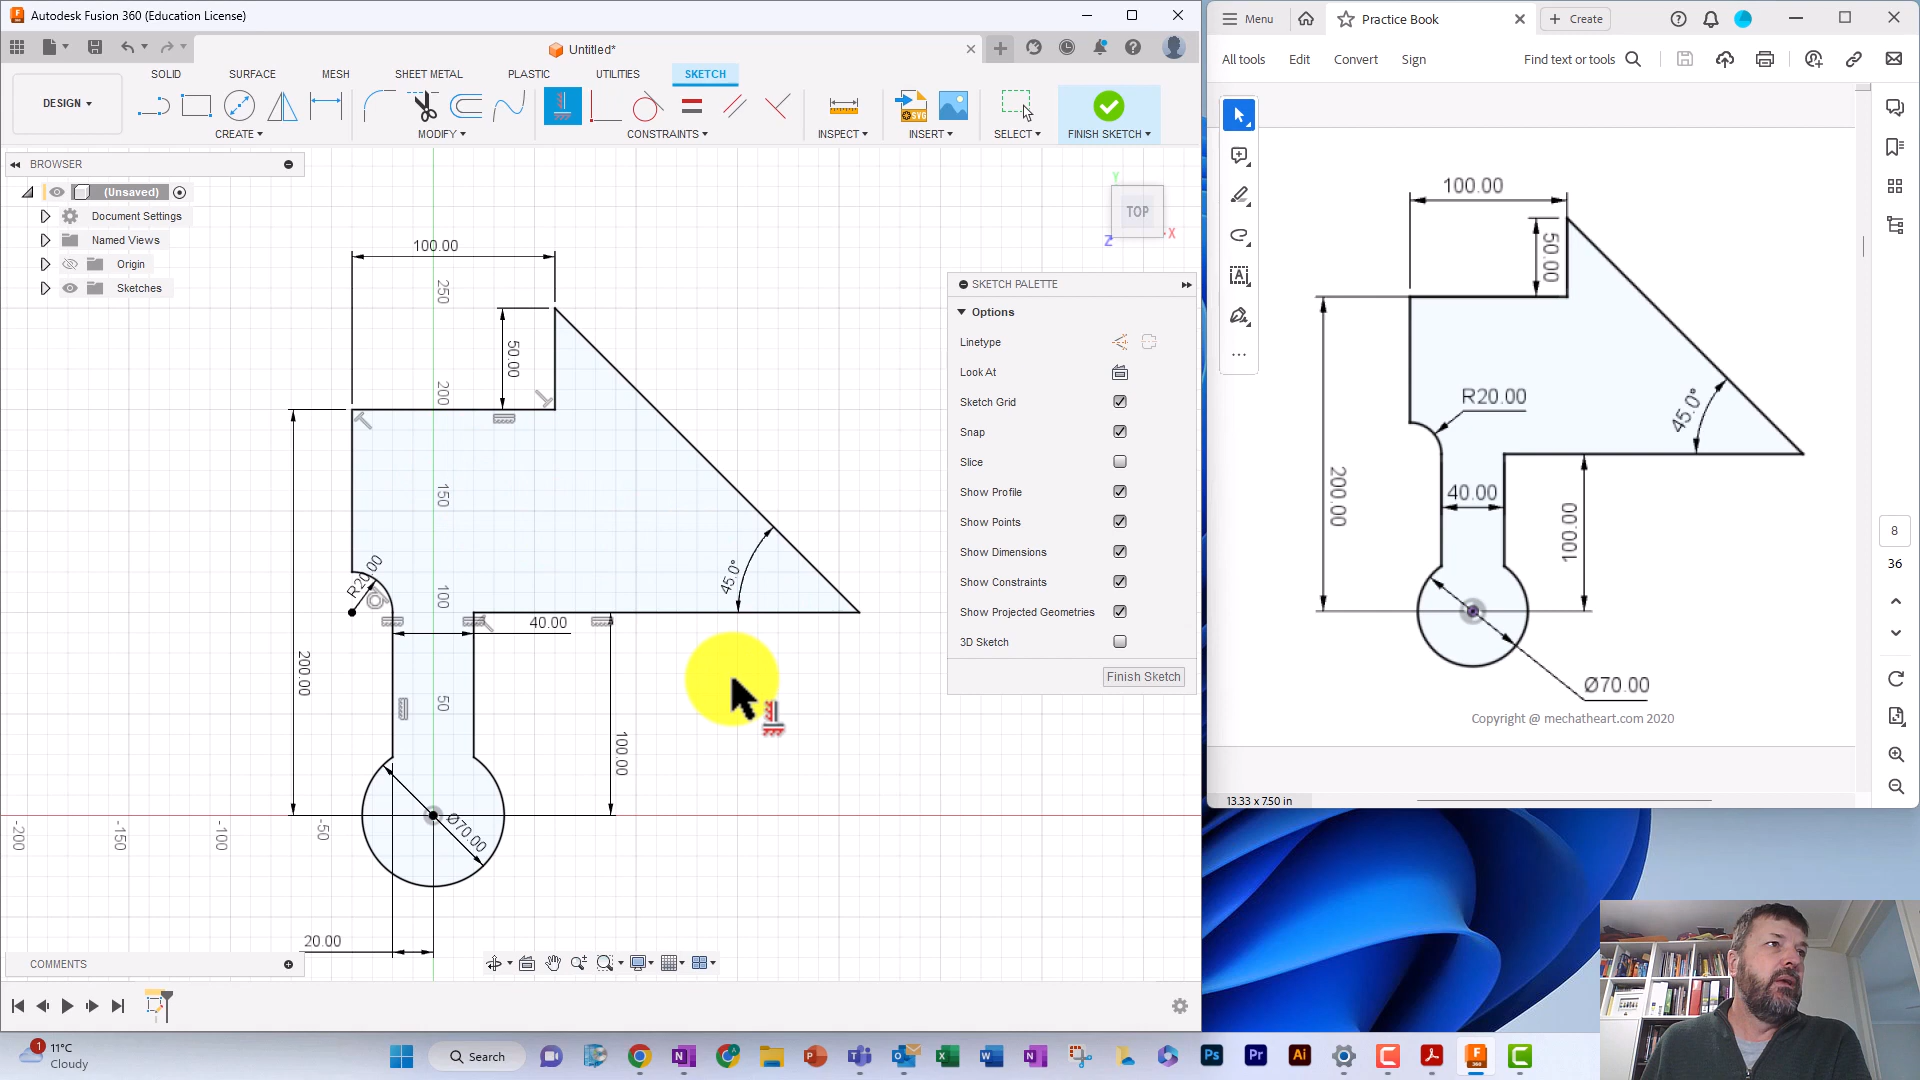 Autodesk Fusion 360 (Education License)
Untitled*
DESIGN
SOLID
SURFACE
MESH
SHEET METAL
PLASTIC
UTILITIES
SKETCH
CREATE
MODIFY
CONSTRAINTS
INSPECT
INSERT
SELECT
FINISH SKETCH
SVG
BROWSER
(Unsaved)
Document Settings
Named Views
Origin
Sketches
TOP
Y
X
Z
100.00
250
50.00
200
150
R20.00
100
45.0°
40.00
200.00
50
100.00
Ø70.00
-200
-150
-100
-50
20.00
SKETCH PALETTE
Options
Linetype
Look At
Sketch Grid
Snap
Slice
Show Profile
Show Points
Show Dimensions
Show Constraints
Show Projected Geometries
3D Sketch
Finish Sketch
COMMENTS
Menu
Practice Book
Create
All tools
Edit
Convert
Sign
Find text or tools
100.00
50.00
R20.00
45.0°
200.00
40.00
100.00
Ø70.00
Copyright @ mechatheart.com 2020
8
36
13.33 x 7.50 in
1
11°C
Cloudy
Search
Ps
Pr
Ai